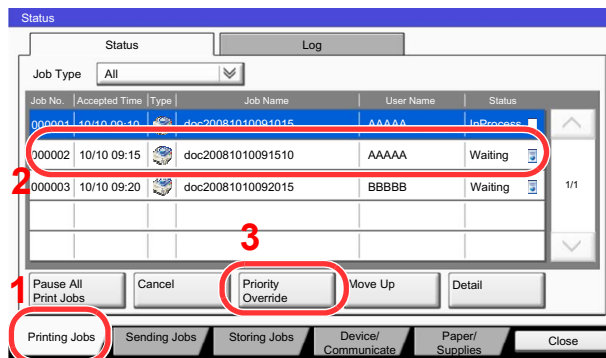 Status
Status Log
Job Type All
Job No. Accepted Time Type Job Name User Name Status
000001 10/10 09:10 doc20081010091015 AAAAA InProcess
000002 10/10 09:15 doc20081010091510 AAAAA Waiting
2
000003 10/10 09:20 doc20081010092015 BBBBB Waiting 1/1
3
1
Pause All Print Jobs Cancel Priority Override Move Up Detail
Printing Jobs Sending Jobs Storing Jobs Device/ Communicate Paper/ Supplies Close